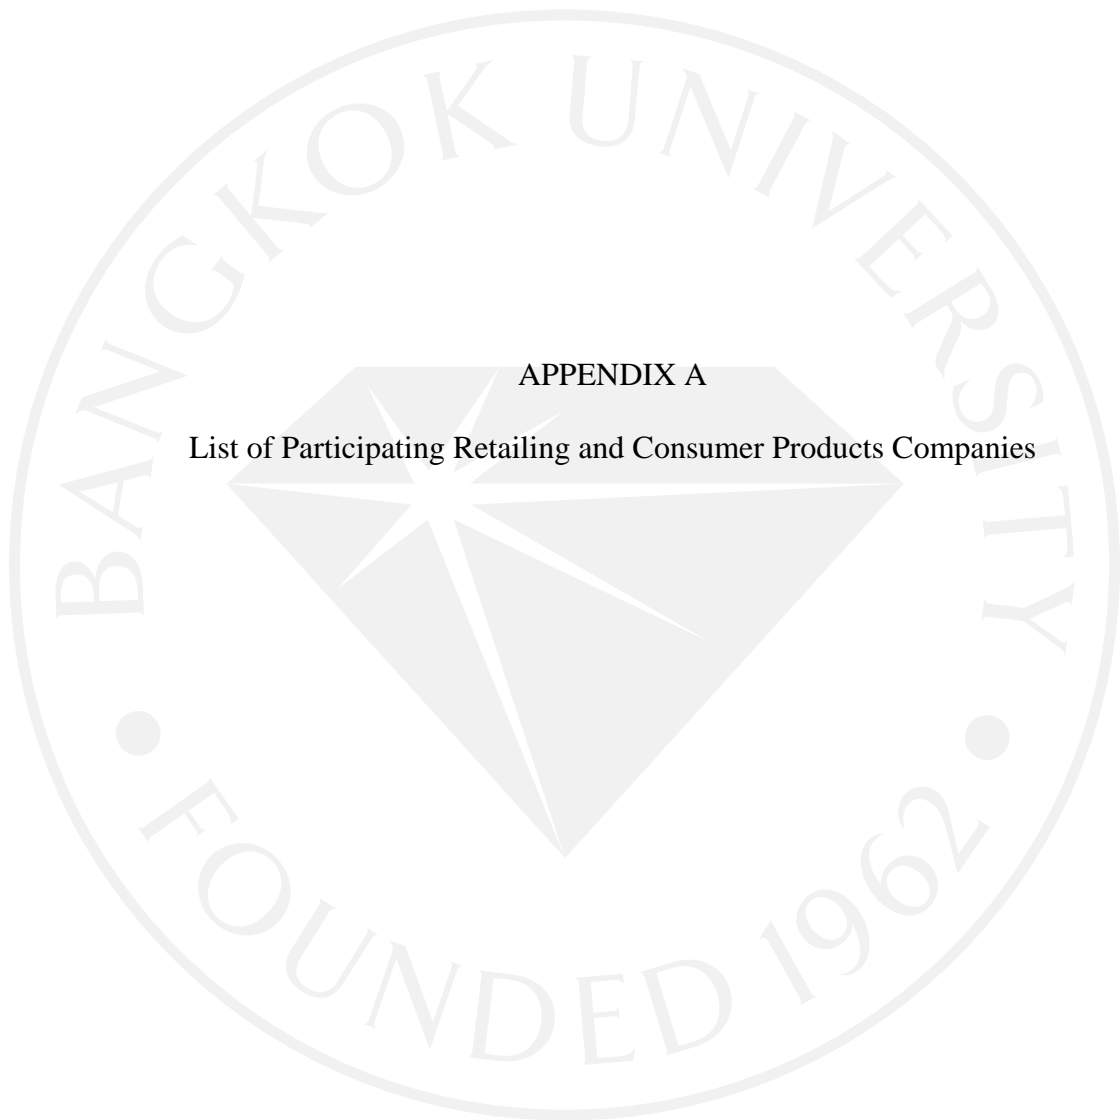 BANGKOK UNIVERSITY
APPENDIX A
List of Participating Retailing and Consumer Products Companies
FOUNDED 1962